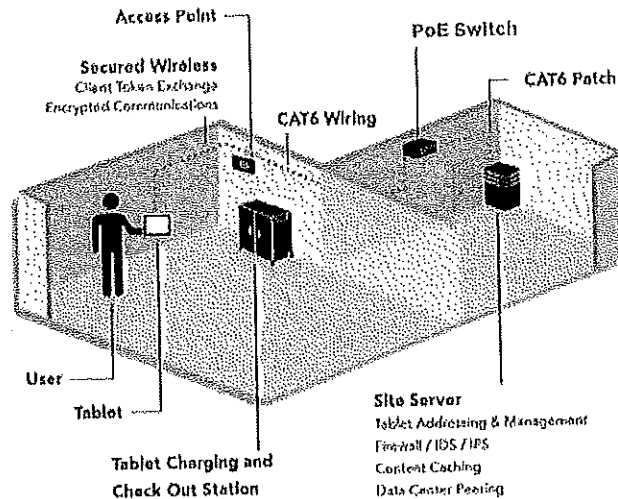 Access Point
PoE Switch
Secured Wireless
Client Token Exchange
Encrypted Communications
CAT6 Patch
CAT6 Wiring
User
Tablet
Tablet Charging and
Check Out Station
Site Server
Tablet Addressing & Management
Firewall / IDS / IPS
Content Caching
Data Center Peering